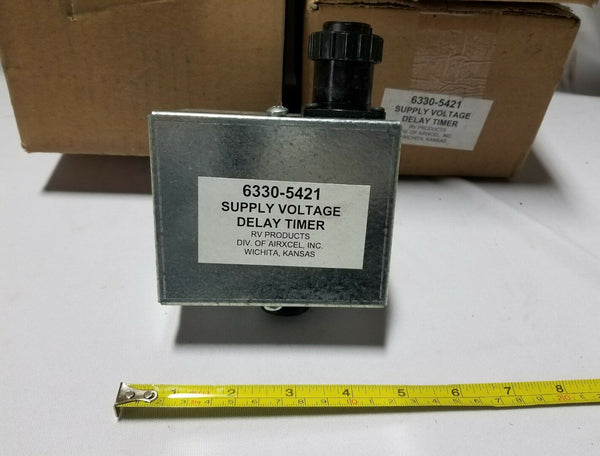 6330-5421
SUPPLY VOLTAGE
DELAY TIMER
RV PRODUCTS
DIV. OF AIRXCEL, INC.
WICHITA, KANSAS
6330-5421
SUPPLY VOLTAGE
DELAY TIMER
RV PRODUCTS
DIV. OF AIRXCEL, INC.
WICHITA, KANSAS
1 2 3 4 5 6 7 8